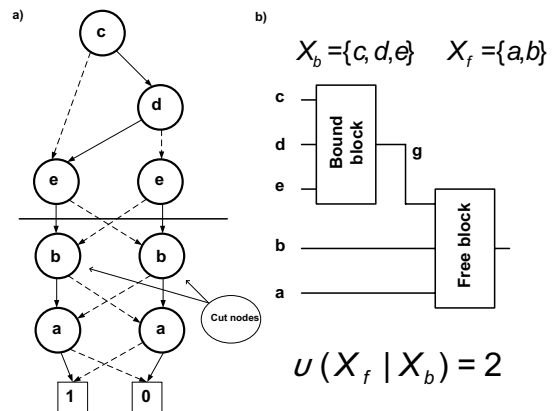 a)
c
d
e
e
b
b
a
a
1
0
Cut nodes
b)
X_b={c,d,e}
X_f={a,b}
c
d
e
b
a
Bound block
g
Free block
υ(X_f | X_b) = 2